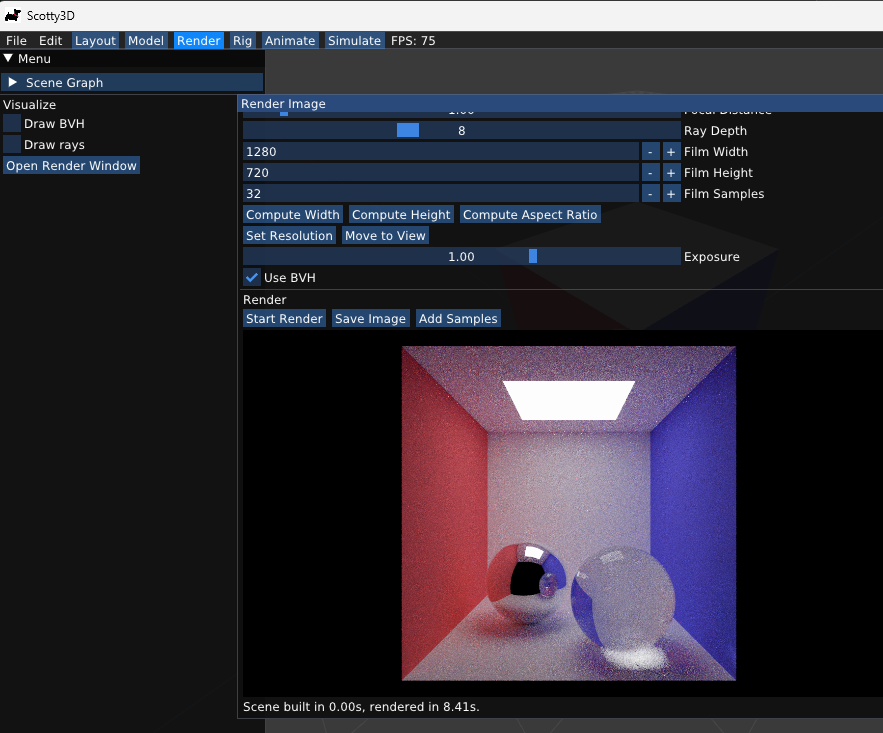 Scotty3D
File Edit Layout Model Render Rig Animate Simulate FPS: 75
Menu
Scene Graph
Visualize
Draw BVH
Draw rays
Open Render Window
Render Image
1.00 Focal Distance
8 Ray Depth
1280 - + Film Width
720 - + Film Height
32 - + Film Samples
Compute Width Compute Height Compute Aspect Ratio
Set Resolution Move to View
1.00 Exposure
Use BVH
Render
Start Render Save Image Add Samples
Scene built in 0.00s, rendered in 8.41s.